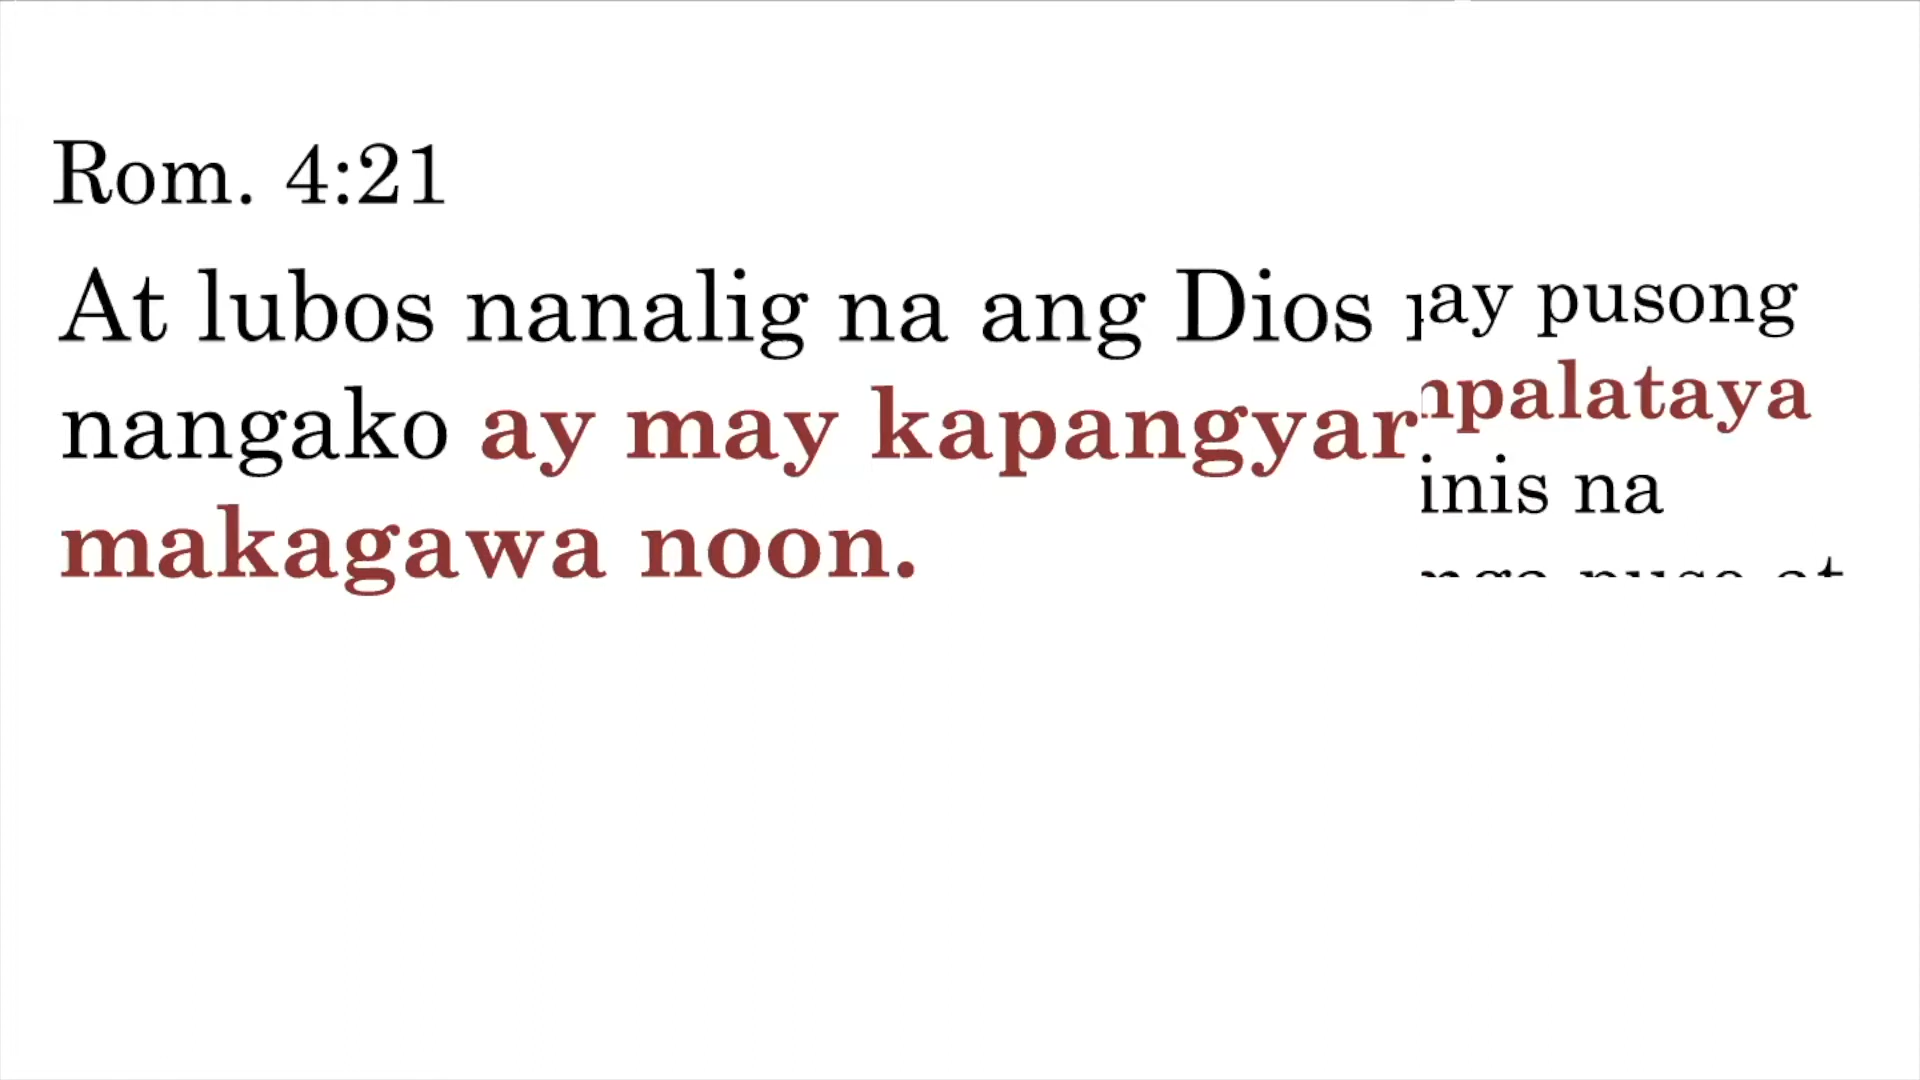 Rom. 4:21
At lubos nanalig na ang Dios
nangako ay may kapangyar
makagawa noon.
ay pusong
palataya
inis na